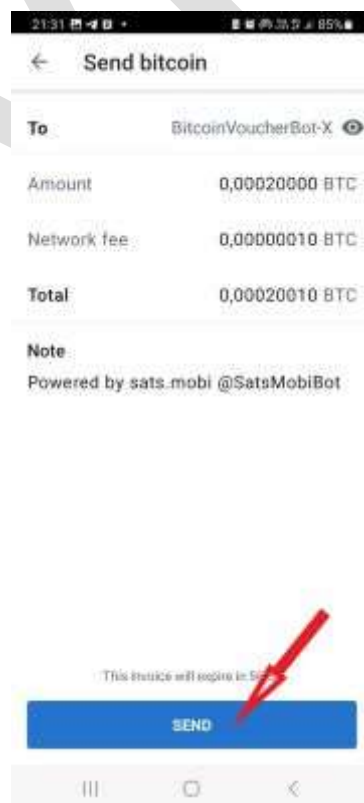 21:31 85%
Send bitcoin
To BitcoinVoucherBot-X
Amount 0,00020000 BTC
Network fee 0,00000010 BTC
Total 0,00020010 BTC
Note
Powered by sats.mobi @SatsMobiBot
This invoice will expire in
SEND